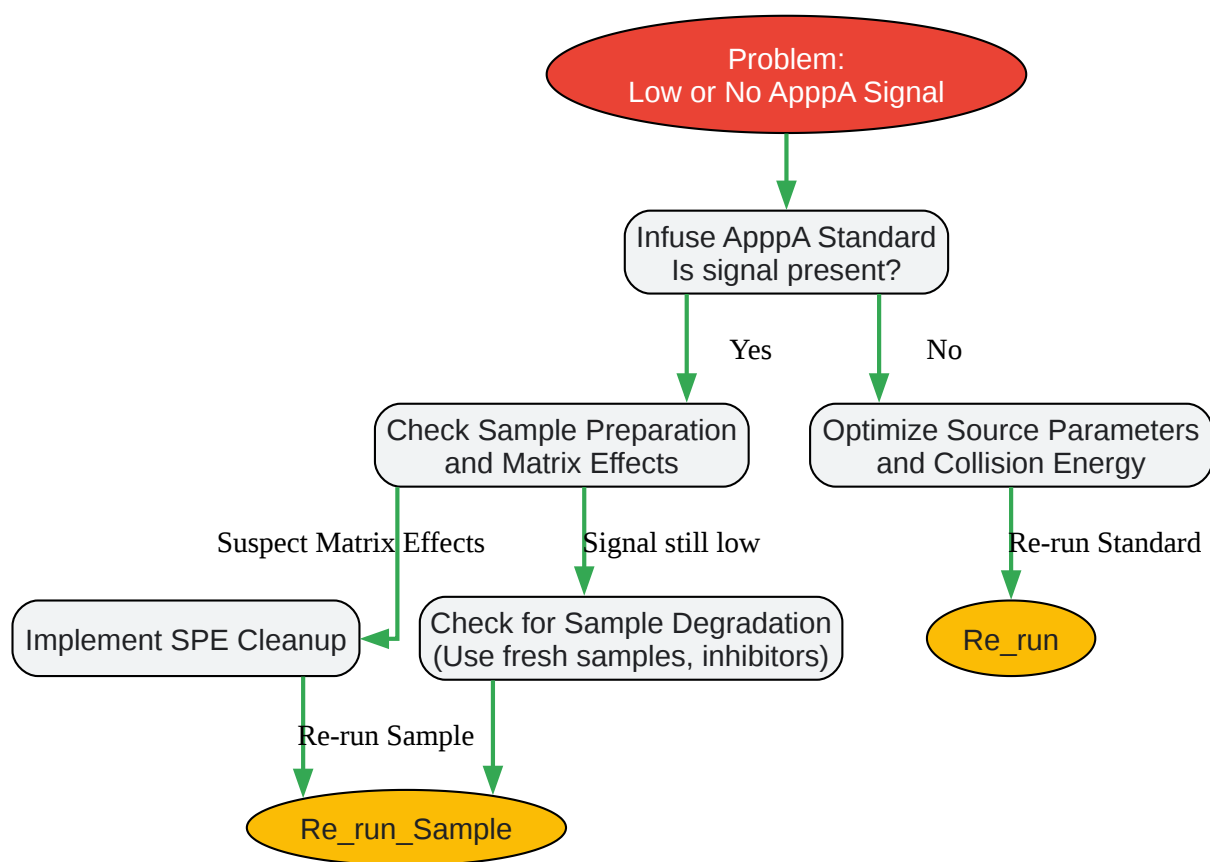 Problem:
Low or No ApppA Signal
Infuse ApppA Standard
Is signal present?
Yes
No
Check Sample Preparation
and Matrix Effects
Optimize Source Parameters
and Collision Energy
Suspect Matrix Effects
Signal still low
Re-run Standard
Implement SPE Cleanup
Check for Sample Degradation
(Use fresh samples, inhibitors)
Re_run
Re-run Sample
Re_run_Sample